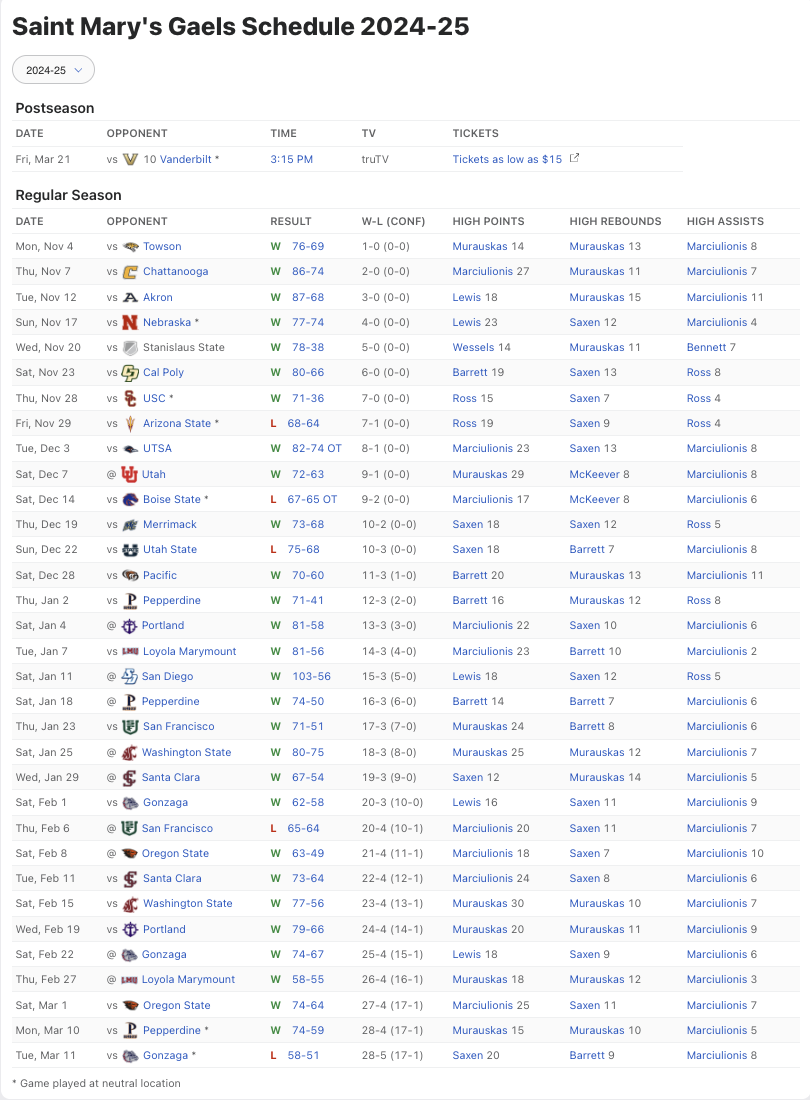 Saint Mary's Gaels Schedule 2024-25
2024-25
Postseason
DATE OPPONENT TIME TV TICKETS
Fri, Mar 21 vs 10 Vanderbilt * 3:15 PM truTV Tickets as low as $15
Regular Season
DATE OPPONENT RESULT W-L (CONF) HIGH POINTS HIGH REBOUNDS HIGH ASSISTS
Mon, Nov 4 vs Towson W 76-69 1-0 (0-0) Murauskas 14 Murauskas 13 Marciulionis 8
Thu, Nov 7 vs Chattanooga W 86-74 2-0 (0-0) Marciulionis 27 Murauskas 11 Marciulionis 7
Tue, Nov 12 vs Akron W 87-68 3-0 (0-0) Lewis 18 Murauskas 15 Marciulionis 11
Sun, Nov 17 vs Nebraska * W 77-74 4-0 (0-0) Lewis 23 Saxen 12 Marciulionis 4
Wed, Nov 20 vs Stanislaus State W 78-38 5-0 (0-0) Wessels 14 Murauskas 11 Bennett 7
Sat, Nov 23 vs Cal Poly W 80-66 6-0 (0-0) Barrett 19 Saxen 13 Ross 8
Thu, Nov 28 vs USC * W 71-36 7-0 (0-0) Ross 15 Saxen 7 Ross 4
Fri, Nov 29 vs Arizona State * L 68-64 7-1 (0-0) Ross 19 Saxen 9 Ross 4
Tue, Dec 3 vs UTSA W 82-74 OT 8-1 (0-0) Marciulionis 23 Saxen 13 Marciulionis 8
Sat, Dec 7 @ Utah W 72-63 9-1 (0-0) Murauskas 29 McKeever 8 Marciulionis 8
Sat, Dec 14 vs Boise State * L 67-65 OT 9-2 (0-0) Marciulionis 17 McKeever 8 Marciulionis 6
Thu, Dec 19 vs Merrimack W 73-68 10-2 (0-0) Saxen 18 Saxen 12 Ross 5
Sun, Dec 22 vs Utah State L 75-68 10-3 (0-0) Saxen 18 Barrett 7 Marciulionis 8
Sat, Dec 28 vs Pacific W 70-60 11-3 (1-0) Barrett 20 Murauskas 13 Marciulionis 11
Thu, Jan 2 vs Pepperdine W 71-41 12-3 (2-0) Barrett 16 Murauskas 12 Ross 8
Sat, Jan 4 @ Portland W 81-58 13-3 (3-0) Marciulionis 22 Saxen 10 Marciulionis 6
Tue, Jan 7 vs LMU Loyola Marymount W 81-56 14-3 (4-0) Marciulionis 23 Barrett 10 Marciulionis 2
Sat, Jan 11 @ San Diego W 103-56 15-3 (5-0) Lewis 18 Saxen 12 Ross 5
Sat, Jan 18 @ Pepperdine W 74-50 16-3 (6-0) Barrett 14 Barrett 7 Marciulionis 6
Thu, Jan 23 vs San Francisco W 71-51 17-3 (7-0) Murauskas 24 Barrett 8 Marciulionis 6
Sat, Jan 25 @ Washington State W 80-75 18-3 (8-0) Murauskas 25 Murauskas 12 Marciulionis 7
Wed, Jan 29 @ Santa Clara W 67-54 19-3 (9-0) Saxen 12 Murauskas 14 Marciulionis 5
Sat, Feb 1 vs Gonzaga W 62-58 20-3 (10-0) Lewis 16 Saxen 11 Marciulionis 9
Thu, Feb 6 @ San Francisco L 65-64 20-4 (10-1) Marciulionis 20 Saxen 11 Marciulionis 7
Sat, Feb 8 @ Oregon State W 63-49 21-4 (11-1) Marciulionis 18 Saxen 7 Marciulionis 10
Tue, Feb 11 vs Santa Clara W 73-64 22-4 (12-1) Marciulionis 24 Saxen 8 Marciulionis 6
Sat, Feb 15 vs Washington State W 77-56 23-4 (13-1) Murauskas 30 Murauskas 10 Marciulionis 7
Wed, Feb 19 vs Portland W 79-66 24-4 (14-1) Murauskas 20 Murauskas 11 Marciulionis 9
Sat, Feb 22 @ Gonzaga W 74-67 25-4 (15-1) Lewis 18 Saxen 9 Marciulionis 6
Thu, Feb 27 @ LMU Loyola Marymount W 58-55 26-4 (16-1) Murauskas 18 Murauskas 12 Marciulionis 3
Sat, Mar 1 vs Oregon State W 74-64 27-4 (17-1) Marciulionis 25 Saxen 11 Marciulionis 7
Mon, Mar 10 vs Pepperdine * W 74-59 28-4 (17-1) Murauskas 15 Murauskas 10 Marciulionis 5
Tue, Mar 11 vs Gonzaga * L 58-51 28-5 (17-1) Saxen 20 Barrett 9 Marciulionis 8
* Game played at neutral location